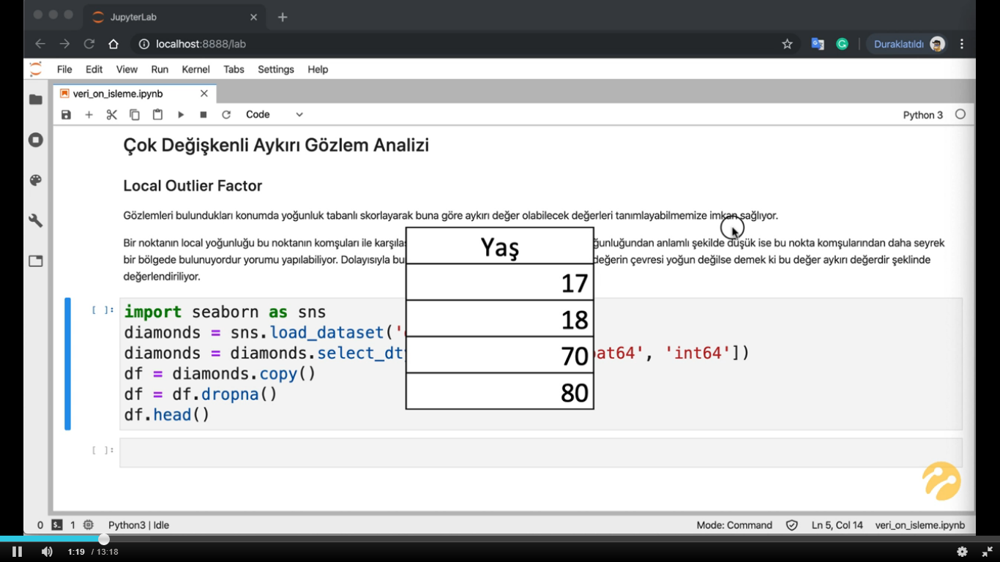 JupyterLab
localhost:8888/lab
Duraklatıldı
File Edit View Run Kernel Tabs Settings Help
veri_on_isleme.ipynb
Code
Python 3
Çok Değişkenli Aykırı Gözlem Analizi
Local Outlier Factor
Gözlemleri bulundukları konumda yoğunluk tabanlı skorlayarak buna göre aykırı değer olabilecek değerleri tanımlayabilmemize imkan sağlıyor.
Bir noktanın local yoğunluğu bu noktanın komşuları ile karşıla ğunluğundan anlamlı şekilde düşük ise bu nokta komşularından daha seyrek
bir bölgede bulunuyordur yorumu yapılabiliyor. Dolayısıyla bu değerin çevresi yoğun değilse demek ki bu değer aykırı değerdir şeklinde
değerlendiriliyor.
Yaş
17
18
70
80
[ ]: import seaborn as sns
diamonds = sns.load_dataset('
diamonds = diamonds.select_dt at64', 'int64'])
df = diamonds.copy()
df = df.dropna()
df.head()
[ ]:
0 $_ 1 Python3 | Idle
Mode: Command Ln 5, Col 14 veri_on_isleme.ipynb
1:19 / 13:18